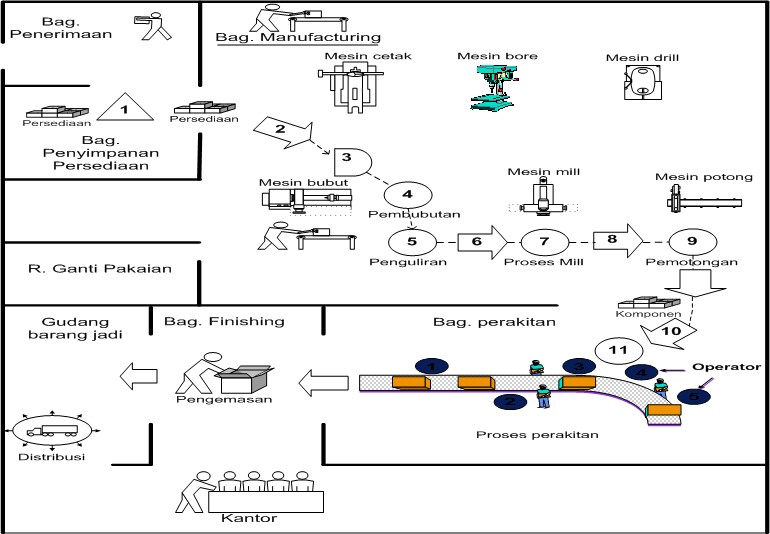 Bag.
Penerimaan
Bag. Manufacturing
Mesin cetak
Mesin bore
Mesin drill
1
Persediaan
Persediaan
Bag.
Penyimpanan
Persediaan
2
3
Mesin bubut
4
Pembubutan
Mesin mill
Mesin potong
5
6
7
8
9
Penguliran
Proses Mill
Pemotongan
R. Ganti Pakaian
Komponen
10
Gudang
barang jadi
Bag. Finishing
Bag. perakitan
11
1
3
4
Operator
2
5
Pengemasan
Proses perakitan
Distribusi
Kantor